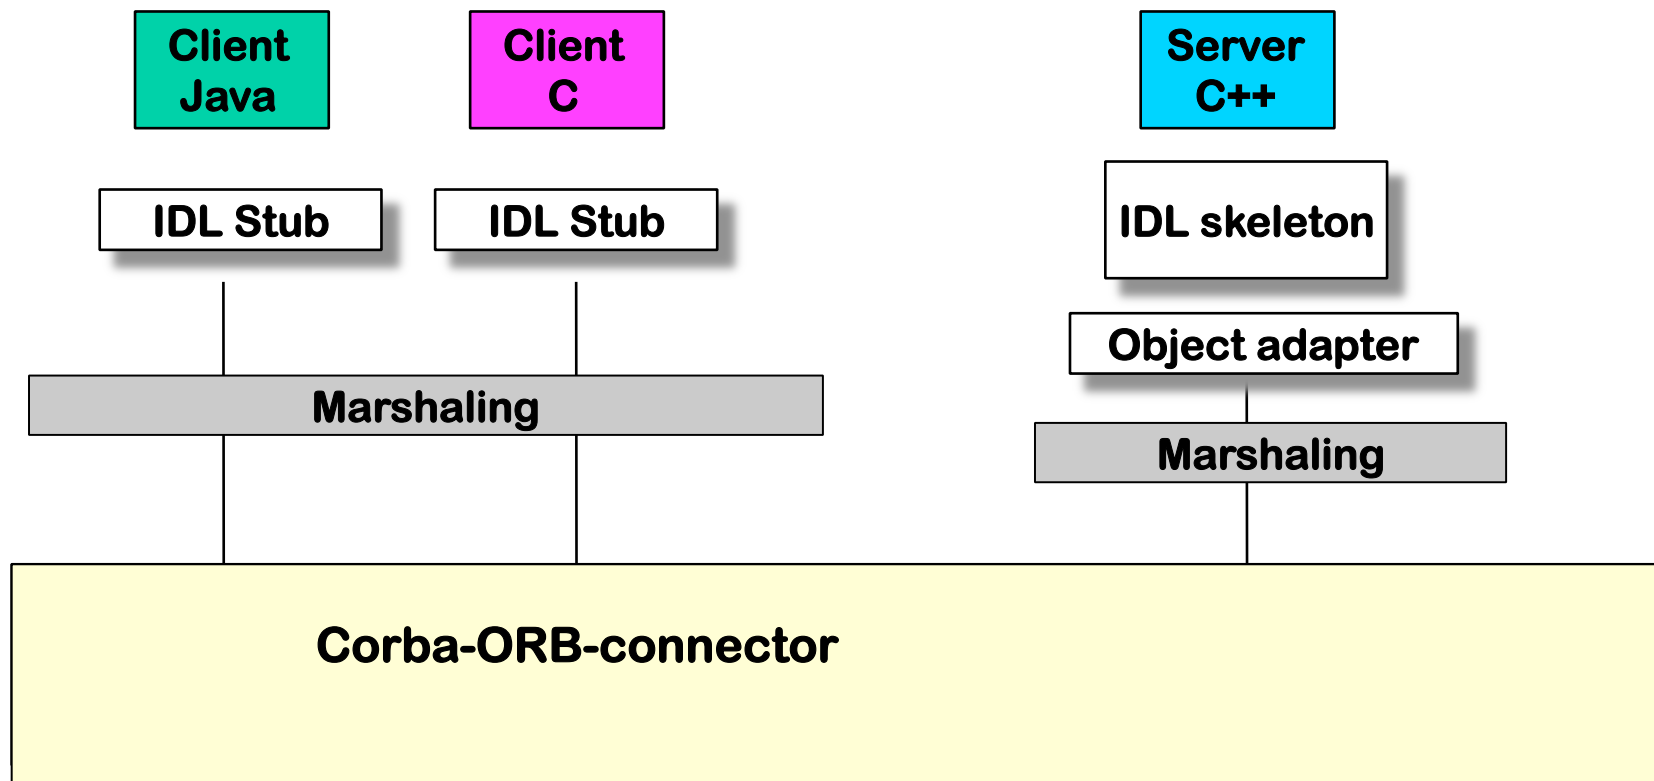 Client
Java
Client
C
Server
C++
IDL Stub
IDL Stub
IDL skeleton
Object adapter
Marshaling
Marshaling
Corba-ORB-connector